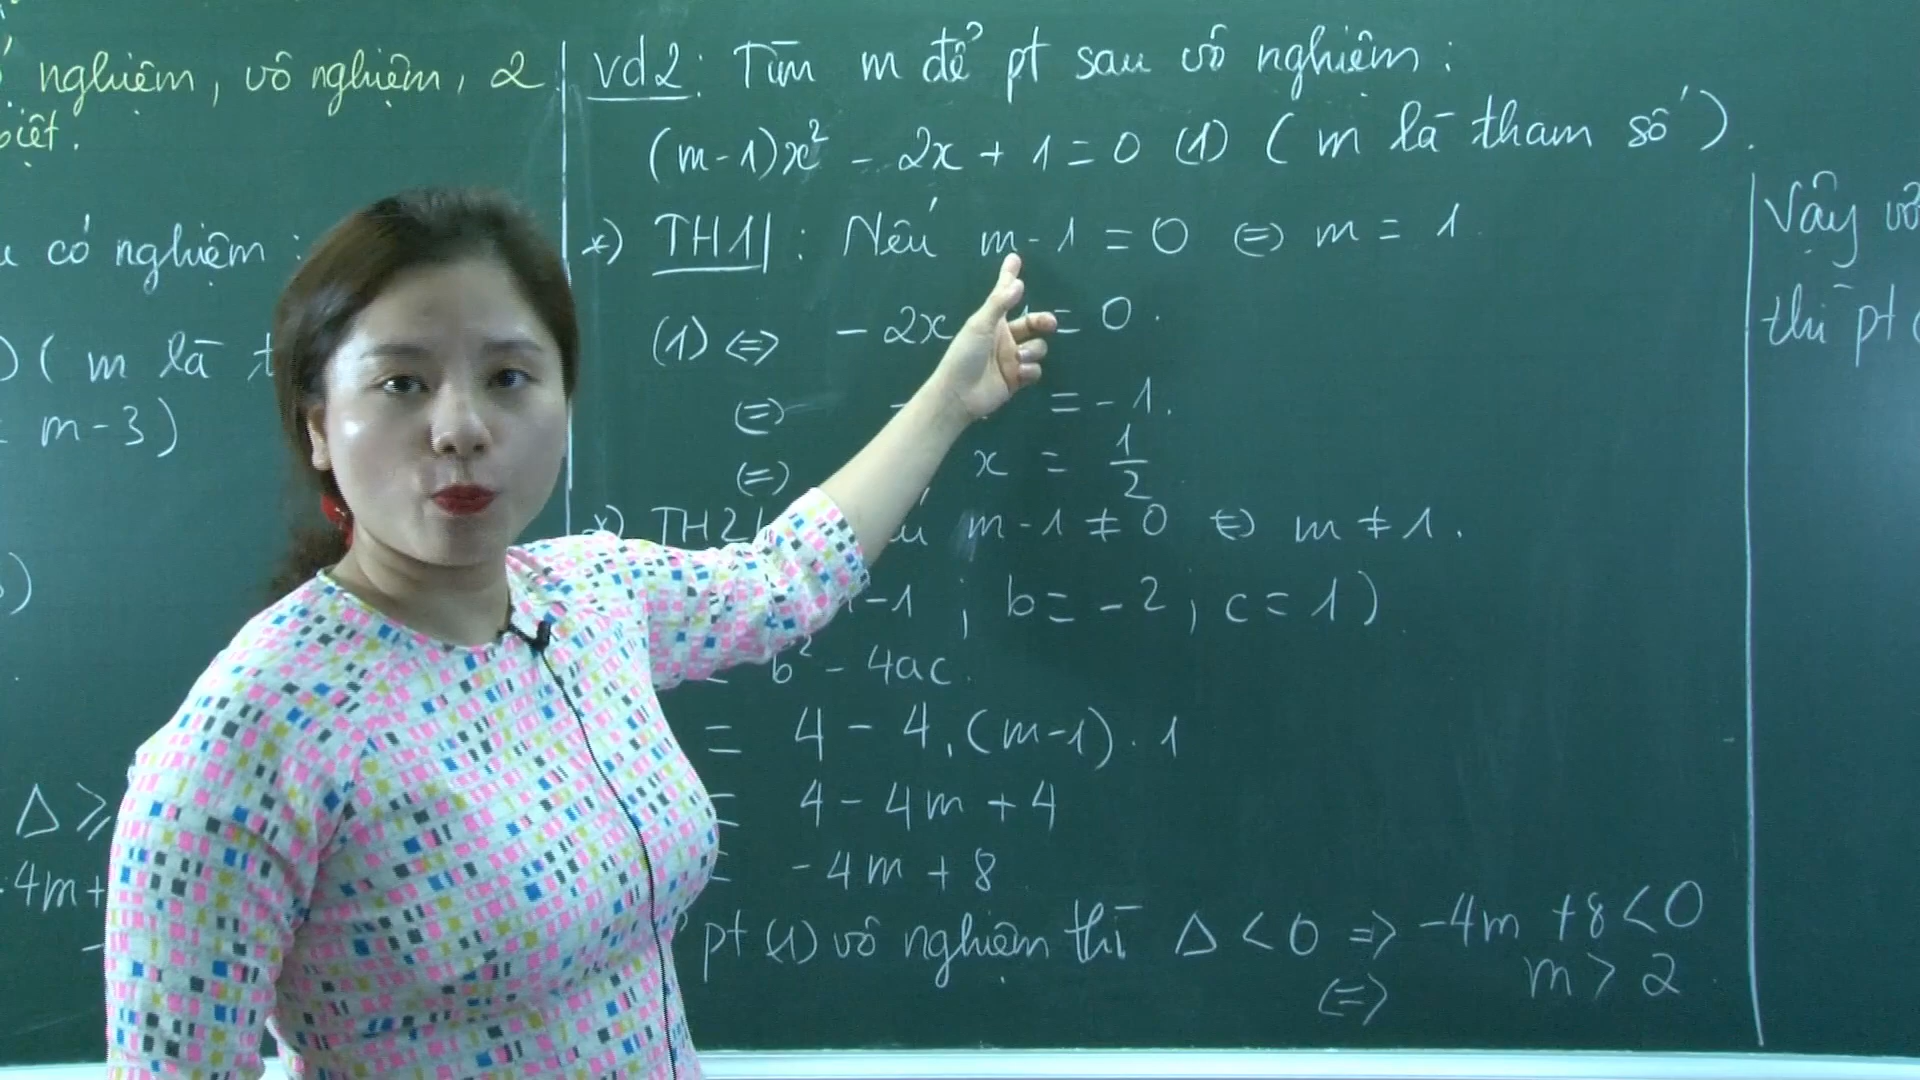 nghiệm, vô nghiệm, 2
biệt.
có nghiệm:
(m là t
m-3)
Δ ≥
4m+
vd2: Tìm m để pt sau vô nghiệm:
(m-1)x² - 2x + 1 = 0 (1) (m là tham số).
*) TH1: Nếu m-1 = 0 ⇔ m = 1
(1) ⇔ -2x = 0.
⇔ = -1.
⇔ x = 1/2
*) TH2 m-1 ≠ 0 ⇔ m ≠ 1.
-1 ; b = -2, c = 1)
= b² - 4ac.
= 4 - 4.(m-1).1
= 4 - 4m + 4
= -4m + 8
pt (1) vô nghiệm thì Δ < 0 ⇒ -4m + 8 < 0
⇔ m > 2
Vậy
thì pt